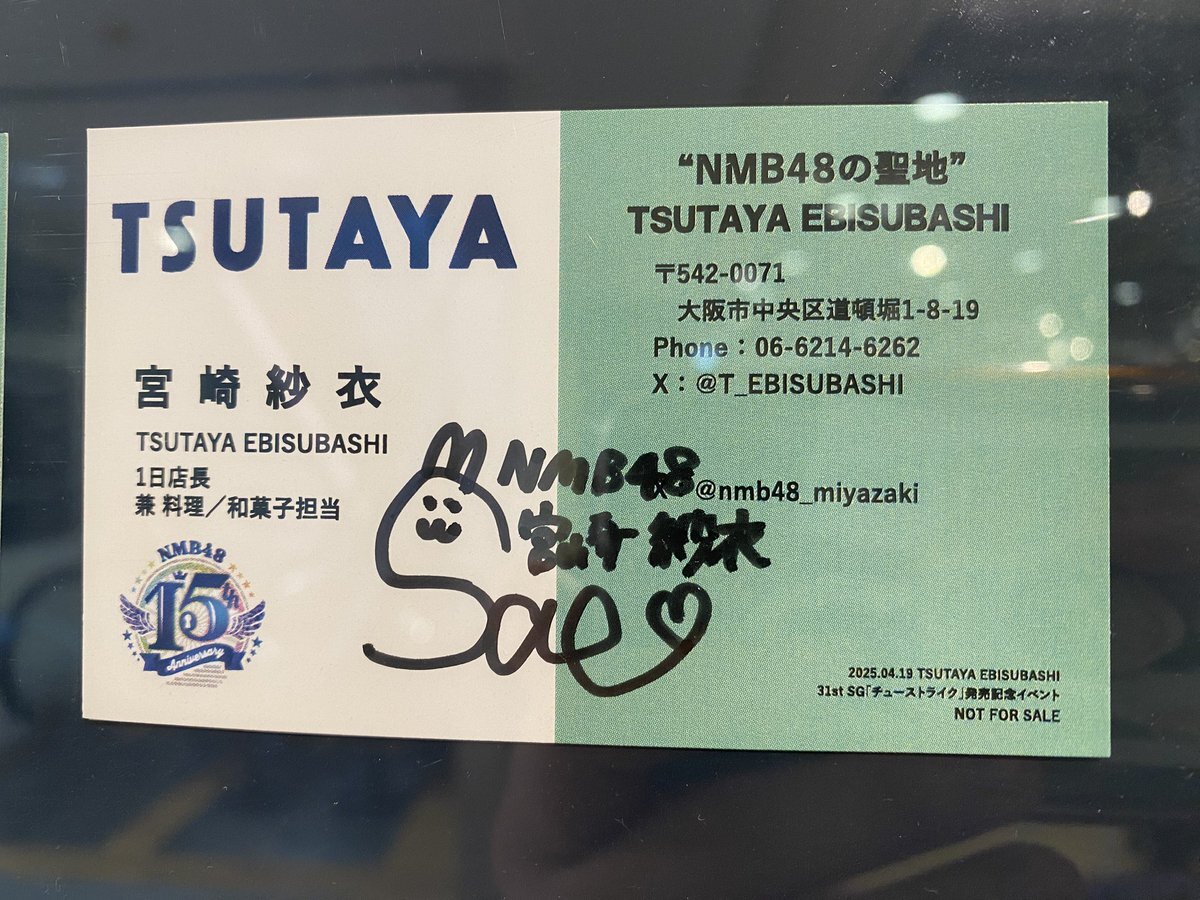 TSUTAYA
宮崎紗衣
TSUTAYA EBISUBASHI
1日店長
兼 料理／和菓子担当
NMB48
15th
Anniversary
“NMB48の聖地”
TSUTAYA EBISUBASHI
〒542-0071
大阪市中央区道頓堀1-8-19
Phone：06-6214-6262
X：@T_EBISUBASHI
@nmb48_miyazaki
NMB48
宮崎紗衣
Sae
2025.04.19 TSUTAYA EBISUBASHI
31st SG「チューストライク」発売記念イベント
NOT FOR SALE